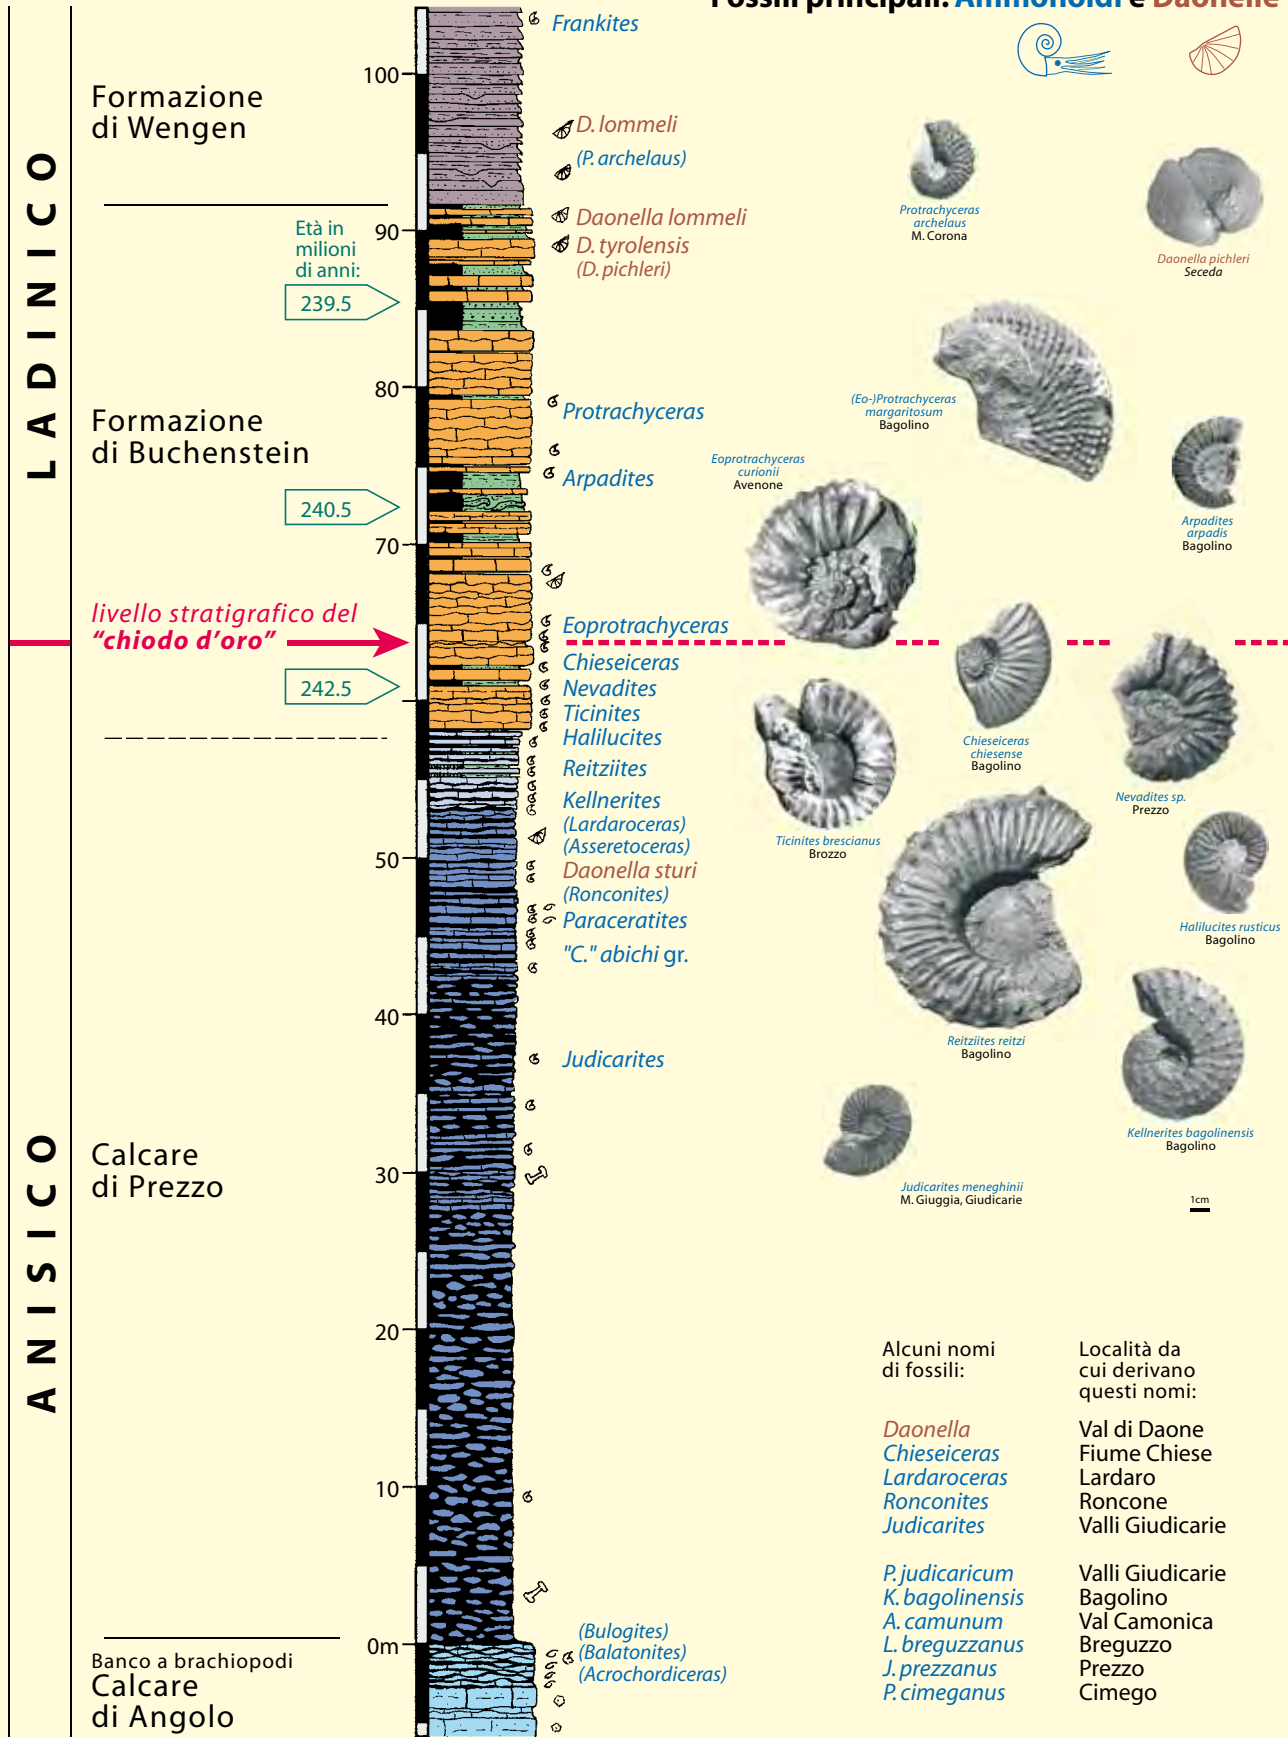 Fossili principali: Ammonoidi e Daonelle
LADINICO
ANISICO
Formazione
di Wengen
Età in
milioni
di anni:
239.5
Formazione
di Buchenstein
240.5
livello stratigrafico del
“chiodo d’oro”
242.5
Calcare
di Prezzo
Banco a brachiopodi
Calcare
di Angolo
100
90
80
70
50
40
30
20
10
0m
Frankites
D. lommeli
(P. archelaus)
Daonella lommeli
D. tyrolensis
(D. pichleri)
Protrachyceras
Arpadites
Eoprotrachyceras
Chieseiceras
Nevadites
Ticinites
Halilucites
Reitziites
Kellnerites
(Lardaroceras)
(Asseretoceras)
Daonella sturi
(Ronconites)
Paraceratites
"C." abichi gr.
Judicarites
(Bulogites)
(Balatonites)
(Acrochordiceras)
Protrachyceras
archelaus
M. Corona
Daonella pichleri
Seceda
(Eo-)Protrachyceras
margaritosum
Bagolino
Eoprotrachyceras
curionii
Avenone
Arpadites
arpadis
Bagolino
Chieseiceras
chiesense
Bagolino
Nevadites sp.
Prezzo
Ticinites brescianus
Brozzo
Halilucites rusticus
Bagolino
Reitziites reitzi
Bagolino
Kellnerites bagolinensis
Bagolino
Judicarites meneghinii
M. Giuggia, Giudicarie
1cm
Alcuni nomi
di fossili:
Località da
cui derivano
questi nomi:
Daonella Val di Daone
Chieseiceras Fiume Chiese
Lardaroceras Lardaro
Ronconites Roncone
Judicarites Valli Giudicarie
P. judicaricum Valli Giudicarie
K. bagolinensis Bagolino
A. camunum Val Camonica
L. breguzzanus Breguzzo
J. prezzanus Prezzo
P. cimeganus Cimego